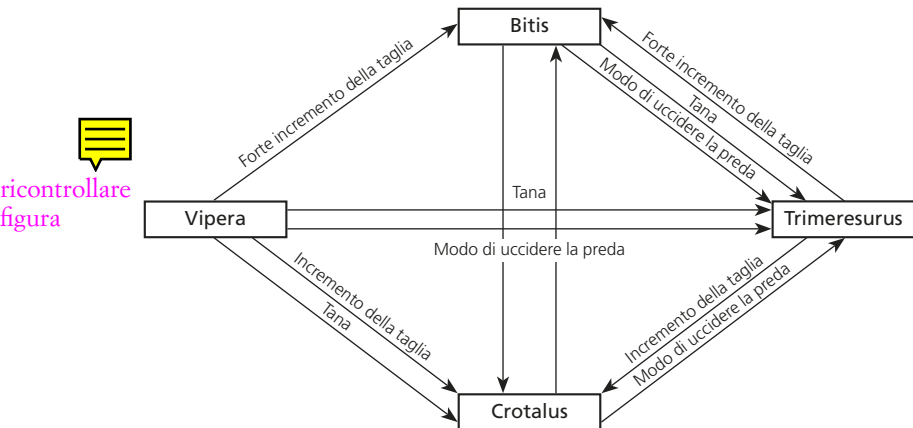 Bitis
Forte incremento della taglia
Forte incremento della taglia
Modo di uccidere la preda
Tana
ricontrollare
figura
Vipera
Tana
Trimeresurus
Modo di uccidere la preda
Incremento della taglia
Tana
Incremento della taglia
Modo di uccidere la preda
Crotalus